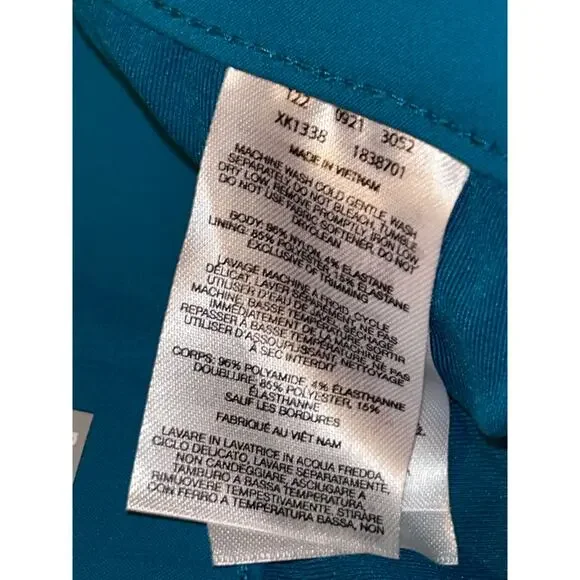 122 0921 3052
XK1338 1838701
MADE IN VIETNAM
MACHINE WASH COLD GENTLE, WASH
SEPARATELY, DO NOT BLEACH, TUMBLE
DRY LOW, REMOVE PROMPTLY, IRON LOW
DO NOT USE FABRIC SOFTENER, DO NOT
DRYCLEAN
BODY: 96% NYLON, 4% ELASTANE
LINING: 85% POLYESTER, 15% ELASTANE
EXCLUSIVE OF TRIMMING
LAVAGE MACHINE, FROID, CYCLE
DÉLICAT, LAVER SÉPARÉMENT,
UTILISER D'EAU DE JAVEL, SÉCHAGE
MACHINE, BASSE TEMPÉRATURE, SORTIR
IMMÉDIATEMENT DE LA MACHINE,
REPASSER À BASSE TEMPÉRATURE, NE PAS
UTILISER D'ASSOUPLISSANT, NETTOYAGE
À SEC INTERDIT
CORPS: 96% POLYAMIDE, 4% ÉLASTHANNE
DOUBLURE: 85% POLYESTER, 15%
ÉLASTHANNE
SAUF LES BORDURES
FABRIQUÉ AU VIÊT NAM
LAVARE IN LAVATRICE IN ACQUA FREDDA,
CICLO DELICATO, LAVARE SEPARATAMENTE,
NON CANDEGGIARE, ASCIUGARE A
TAMBURO A BASSA TEMPERATURA,
RIMUOVERE TEMPESTIVAMENTE, STIRARE
CON FERRO A TEMPERATURA BASSA, NON